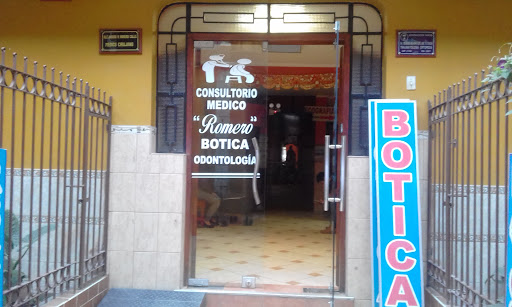 CONSULTORIO
MEDICO
"Romero"
BOTICA
ODONTOLOGÍA
BOTICA